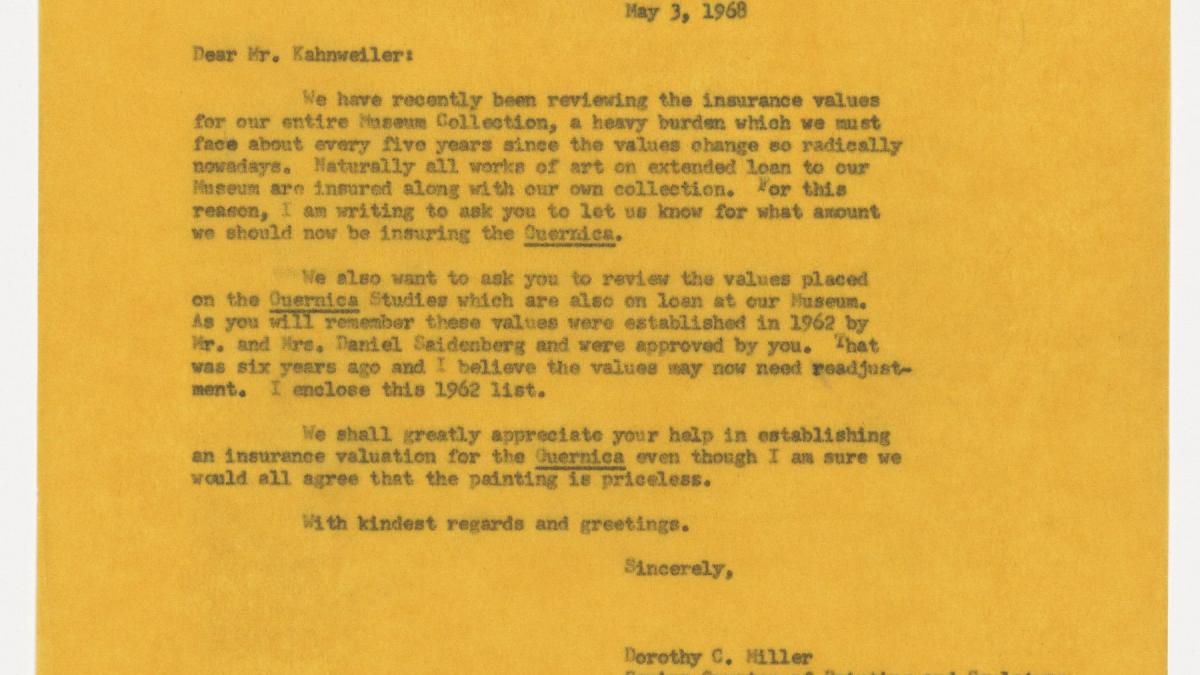 May 3, 1968
Dear Mr. Kahnweiler:
We have recently been reviewing the insurance values
for our entire Museum Collection, a heavy burden which we must
face about every five years since the values change so radically
nowadays. Naturally all works of art on extended loan to our
Museum are insured along with our own collection. For this
reason, I am writing to ask you to let us know for what amount
we should now be insuring the Guernica.
We also want to ask you to review the values placed
on the Guernica Studies which are also on loan at our Museum.
As you will remember these values were established in 1962 by
Mr. and Mrs. Daniel Saidenberg and were approved by you. That
was six years ago and I believe the values may now need readjust-
ment. I enclose this 1962 list.
We shall greatly appreciate your help in establishing
an insurance valuation for the Guernica even though I am sure we
would all agree that the painting is priceless.
With kindest regards and greetings.
Sincerely,
Dorothy C. Miller